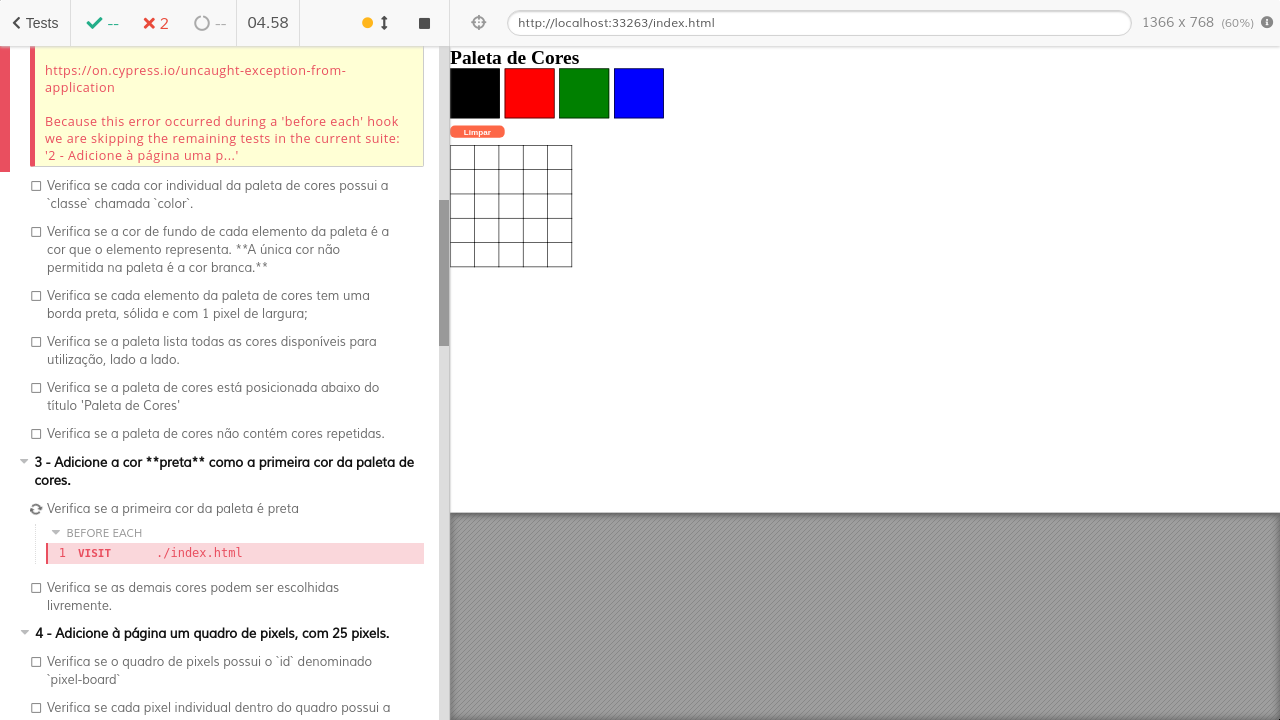 Tests
--
2
--
04.58
http://localhost:33263/index.html
1366 x 768 (60%)
https://on.cypress.io/uncaught-exception-from-
application
Because this error occurred during a 'before each' hook
we are skipping the remaining tests in the current suite:
'2 - Adicione à página uma p...'
Verifica se cada cor individual da paleta de cores possui a
`classe` chamada `color`.
Verifica se a cor de fundo de cada elemento da paleta é a
cor que o elemento representa. **A única cor não
permitida na paleta é a cor branca.**
Verifica se cada elemento da paleta de cores tem uma
borda preta, sólida e com 1 pixel de largura;
Verifica se a paleta lista todas as cores disponíveis para
utilização, lado a lado.
Verifica se a paleta de cores está posicionada abaixo do
título 'Paleta de Cores'
Verifica se a paleta de cores não contém cores repetidas.
3 - Adicione a cor **preta** como a primeira cor da paleta de
cores.
Verifica se a primeira cor da paleta é preta
BEFORE EACH
1 VISIT ./index.html
Verifica se as demais cores podem ser escolhidas
livremente.
4 - Adicione à página um quadro de pixels, com 25 pixels.
Verifica se o quadro de pixels possui o `id` denominado
`pixel-board`
Verifica se cada pixel individual dentro do quadro possui a
Paleta de Cores
Limpar